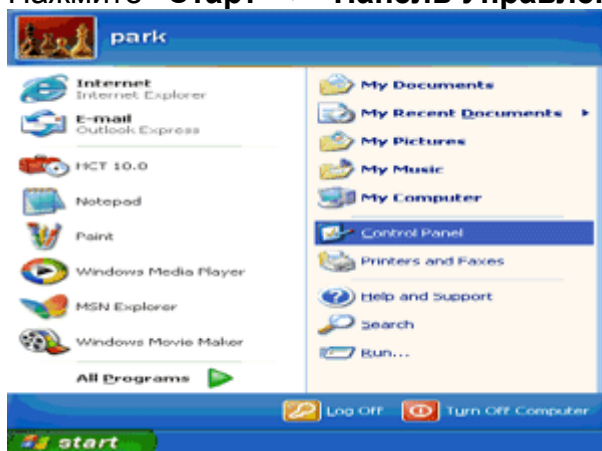 park
Internet
Internet Explorer
E-mail
Outlook Express
HCT 10.0
Notepad
Paint
Windows Media Player
MSN Explorer
Windows Movie Maker
All Programs
My Documents
My Recent Documents
My Pictures
My Music
My Computer
Control Panel
Printers and Faxes
Help and Support
Search
Run...
Log Off
Turn Off Computer
start